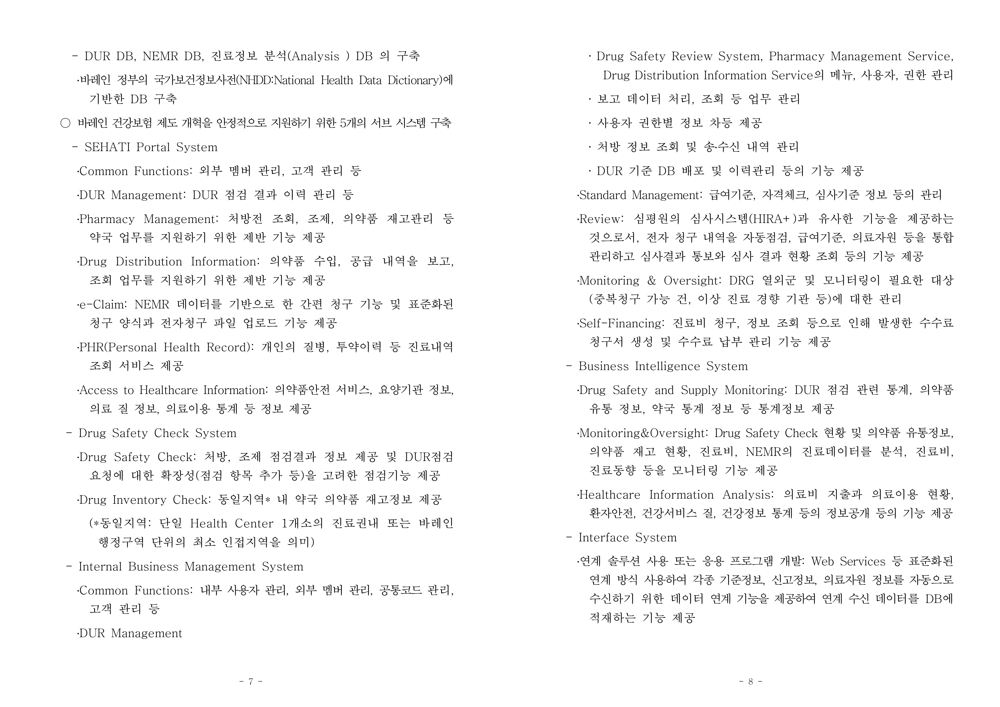 - DUR DB, NEMR DB, 진료정보 분석(Analysis ) DB 의 구축
·바레인 정부의 국가보건정보사전(NHDD:National Health Data Dictionary)에
기반한 DB 구축
○ 바레인 건강보험 제도 개혁을 안정적으로 지원하기 위한 5개의 서브 시스템 구축
- SEHATI Portal System
·Common Functions: 외부 멤버 관리, 고객 관리 등
·DUR Management: DUR 점검 결과 이력 관리 등
·Pharmacy Management: 처방전 조회, 조제, 의약품 재고관리 등
약국 업무를 지원하기 위한 제반 기능 제공
·Drug Distribution Information: 의약품 수입, 공급 내역을 보고,
조회 업무를 지원하기 위한 제반 기능 제공
·e-Claim: NEMR 데이터를 기반으로 한 간편 청구 기능 및 표준화된
청구 양식과 전자청구 파일 업로드 기능 제공
·PHR(Personal Health Record): 개인의 질병, 투약이력 등 진료내역
조회 서비스 제공
·Access to Healthcare Information: 의약품안전 서비스, 요양기관 정보,
의료 질 정보, 의료이용 통계 등 정보 제공
- Drug Safety Check System
·Drug Safety Check: 처방, 조제 점검결과 정보 제공 및 DUR점검
요청에 대한 확장성(점검 항목 추가 등)을 고려한 점검기능 제공
·Drug Inventory Check: 동일지역* 내 약국 의약품 재고정보 제공
(*동일지역: 단일 Health Center 1개소의 진료권내 또는 바레인
행정구역 단위의 최소 인접지역을 의미)
- Internal Business Management System
·Common Functions: 내부 사용자 관리, 외부 멤버 관리, 공통코드 관리,
고객 관리 등
·DUR Management
- 7 -
· Drug Safety Review System, Pharmacy Management Service,
Drug Distribution Information Service의 메뉴, 사용자, 권한 관리
· 보고 데이터 처리, 조회 등 업무 관리
· 사용자 권한별 정보 차등 제공
· 처방 정보 조회 및 송·수신 내역 관리
· DUR 기준 DB 배포 및 이력관리 등의 기능 제공
·Standard Management: 급여기준, 자격체크, 심사기준 정보 등의 관리
·Review: 심평원의 심사시스템(HIRA+)과 유사한 기능을 제공하는
것으로서, 전자 청구 내역을 자동점검, 급여기준, 의료자원 등을 통합
관리하고 심사결과 통보와 심사 결과 현황 조회 등의 기능 제공
·Monitoring & Oversight: DRG 열외군 및 모니터링이 필요한 대상
(중복청구 가능 건, 이상 진료 경향 기관 등)에 대한 관리
·Self-Financing: 진료비 청구, 정보 조회 등으로 인해 발생한 수수료
청구서 생성 및 수수료 납부 관리 기능 제공
- Business Intelligence System
·Drug Safety and Supply Monitoring: DUR 점검 관련 통계, 의약품
유통 정보, 약국 통계 정보 등 통계정보 제공
·Monitoring&Oversight: Drug Safety Check 현황 및 의약품 유통정보,
의약품 재고 현황, 진료비, NEMR의 진료데이터를 분석, 진료비,
진료동향 등을 모니터링 기능 제공
·Healthcare Information Analysis: 의료비 지출과 의료이용 현황,
환자안전, 건강서비스 질, 건강정보 통계 등의 정보공개 등의 기능 제공
- Interface System
·연계 솔루션 사용 또는 응용 프로그램 개발: Web Services 등 표준화된
연계 방식 사용하여 각종 기준정보, 신고정보, 의료자원 정보를 자동으로
수신하기 위한 데이터 연계 기능을 제공하여 연계 수신 데이터를 DB에
적재하는 기능 제공
- 8 -